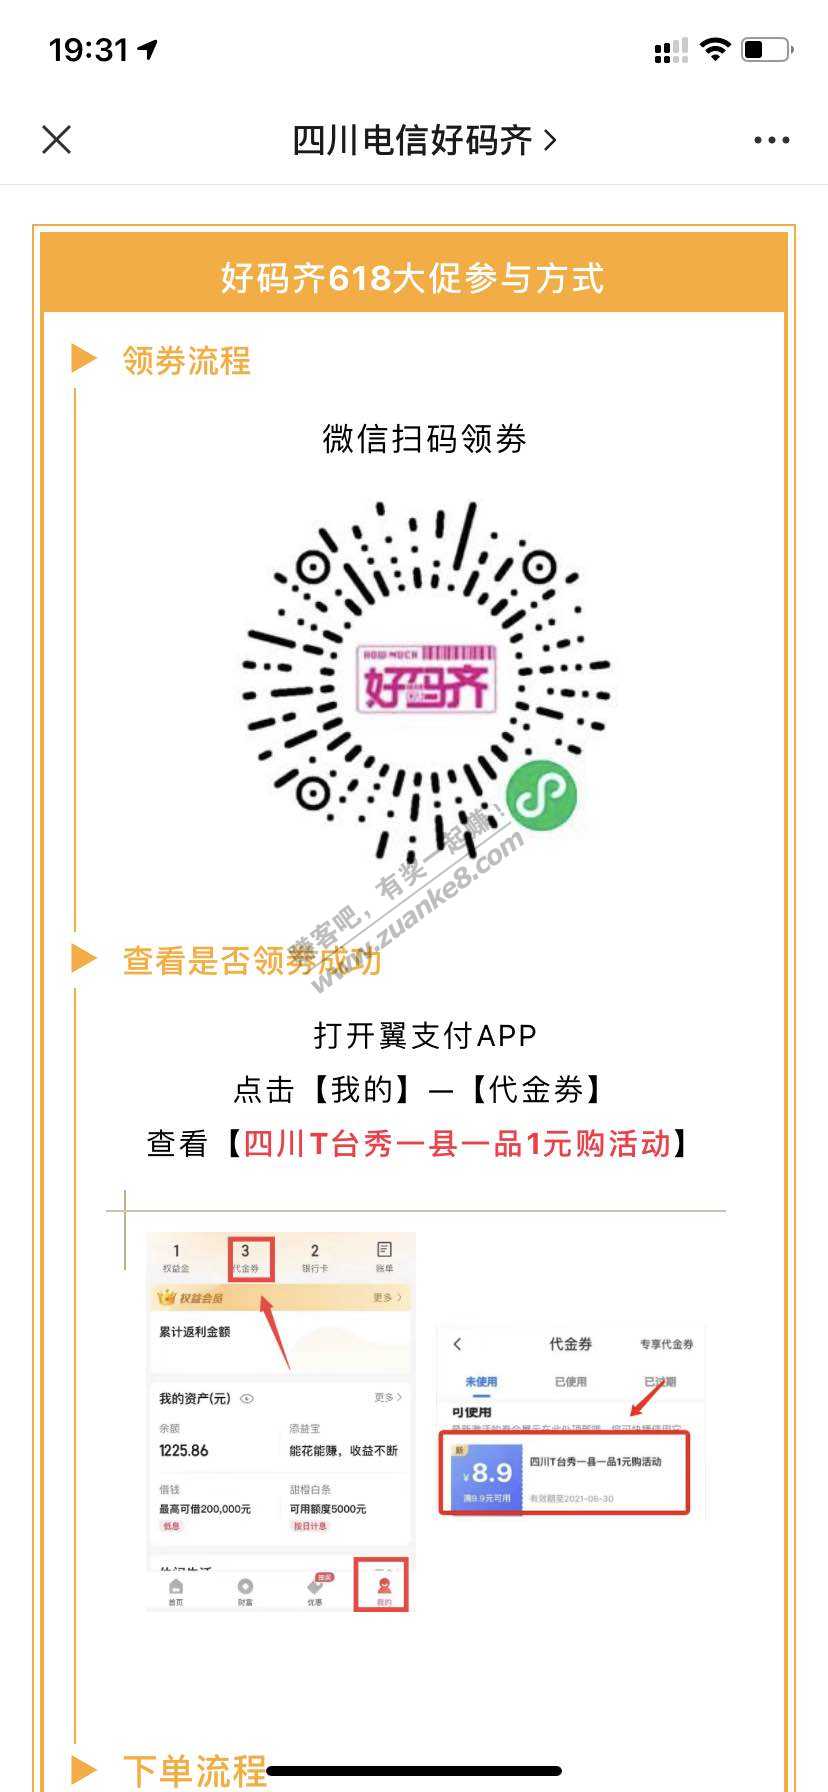 19:31
四川电信好码齐
好码齐618大促参与方式
领券流程
微信扫码领券
HOW MUCH
好码齐
赚客吧，有奖一起赚！
www.zuanke8.com
查看是否领券成功
打开翼支付APP
点击【我的】—【代金券】
查看【四川T台秀一县一品1元购活动】
1 3 2
权益金 代金券 银行卡 账单
权益会员 更多
累计返利金额
我的资产(元) 更多
余额 添益宝
1225.86 能花能赚，收益不断
借钱 甜橙白条
最高可借200,000元 可用额度5000元
低息 按日计息
首页 财富 优惠 我的
代金券 专享代金券
未使用 已使用 已过期
可使用
新
¥8.9 四川T台秀一县一品1元购活动
满9.9元可用 有效期至2021-06-30
下单流程